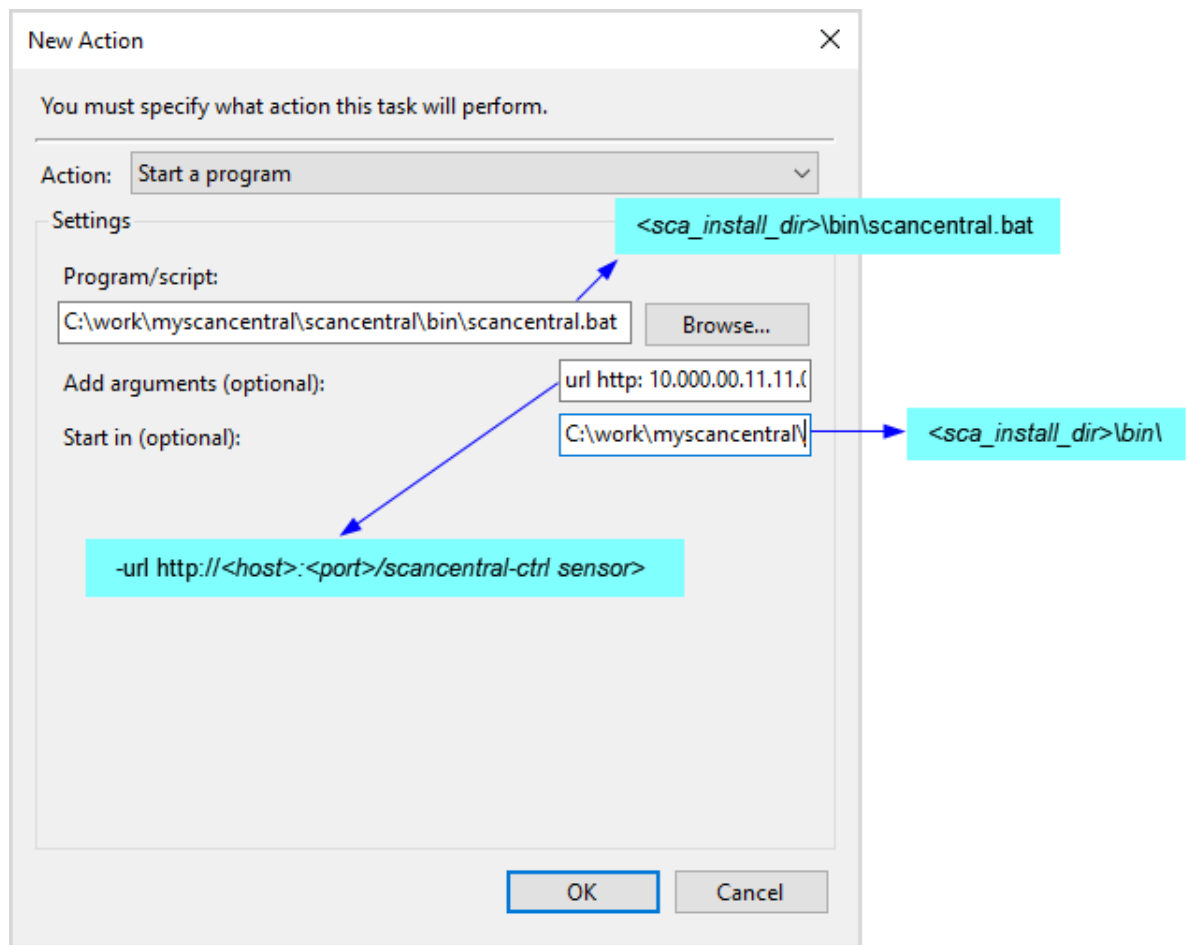 New Action
You must specify what action this task will perform.
Action:
Start a program
Settings
<sca_install_dir>\bin\scancentral.bat
Program/script:
C:\work\myscancentral\scancentral\bin\scancentral.bat
Browse...
Add arguments (optional):
url http: 10.000.00.11.11.(
Start in (optional):
C:\work\myscancentral\
<sca_install_dir>\bin\
-url http://<host>:<port>/scancentral-ctrl sensor>
OK
Cancel